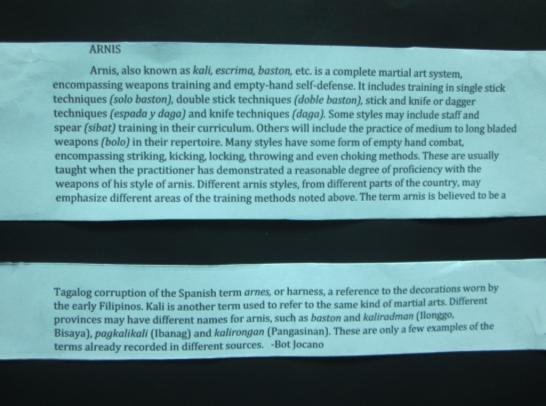 ARNIS
Arnis, also known as kali, escrima, baston, etc. is a complete martial art system,
encompassing weapons training and empty-hand self-defense. It includes training in single stick
techniques (solo baston), double stick techniques (doble baston), stick and knife or dagger
techniques (espada y daga) and knife techniques (daga). Some styles may include staff and
spear (sibat) training in their curriculum. Others will include the practice of medium to long bladed
weapons (bolo) in their repertoire. Many styles have some form of empty hand combat,
encompassing striking, kicking, locking, throwing and even choking methods. These are usually
taught when the practitioner has demonstrated a reasonable degree of proficiency with the
weapons of his style of arnis. Different arnis styles, from different parts of the country, may
emphasize different areas of the training methods noted above. The term arnis is believed to be a
Tagalog corruption of the Spanish term arnes, or harness, a reference to the decorations worn by
the early Filipinos. Kali is another term used to refer to the same kind of martial arts. Different
provinces may have different names for arnis, such as baston and kaliradman (Ilonggo,
Bisaya), pagkalikali (Ibanag) and kalirongan (Pangasinan). These are only a few examples of the
terms already recorded in different sources. -Bot Jocano